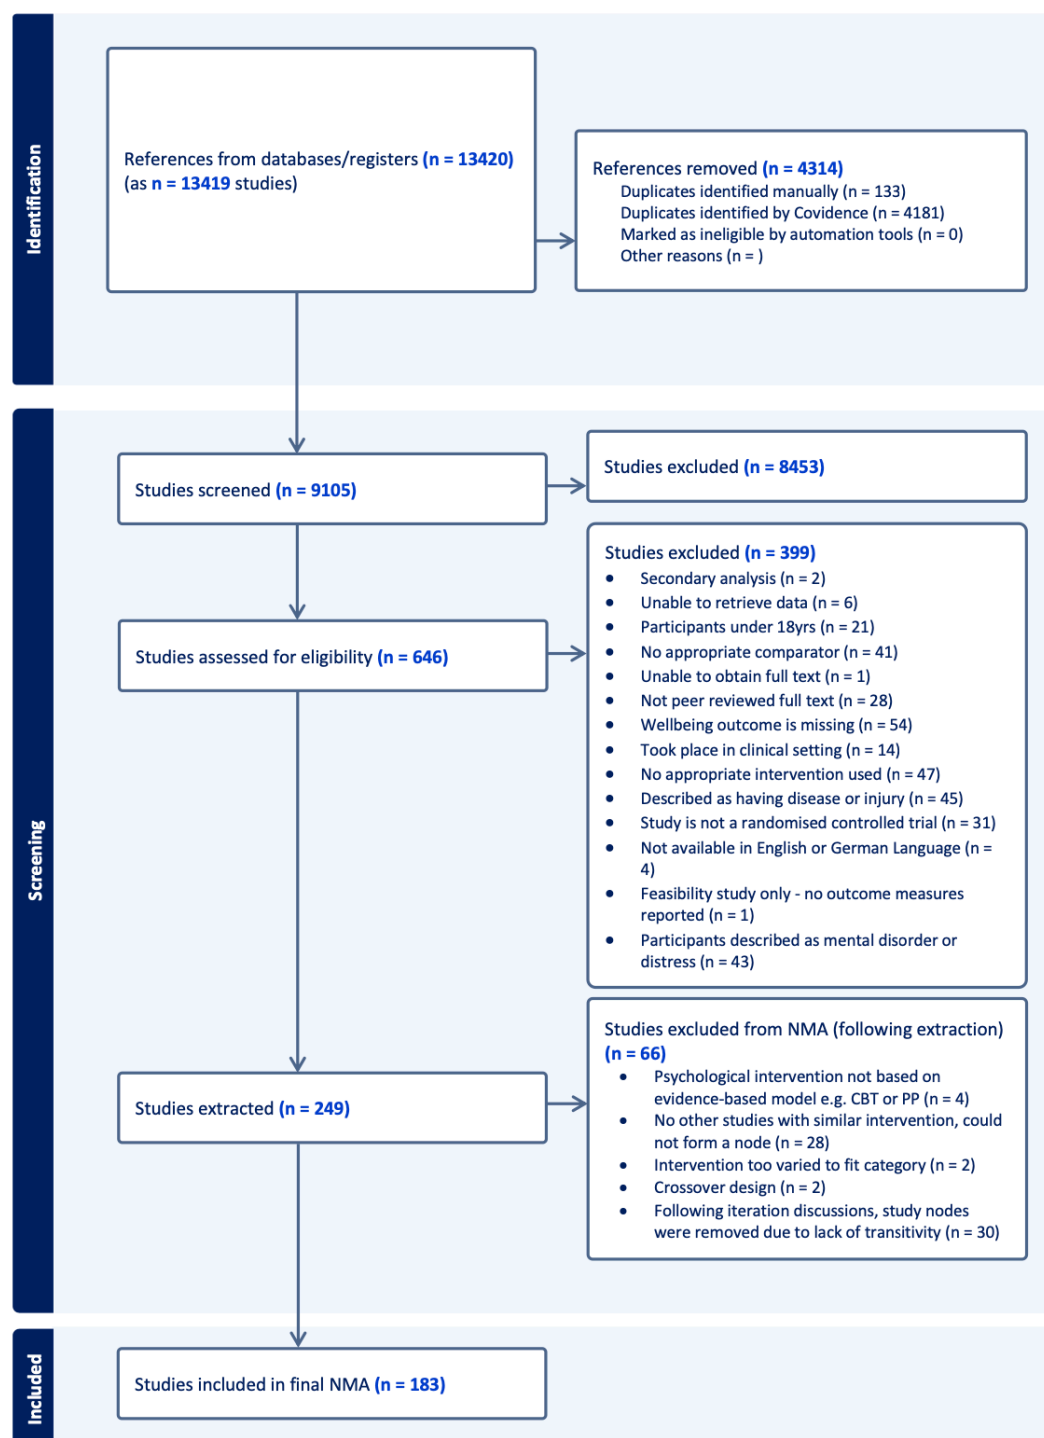 Identification
References from databases/registers (n = 13420)
(as n = 13419 studies)
References removed (n = 4314)
Duplicates identified manually (n = 133)
Duplicates identified by Covidence (n = 4181)
Marked as ineligible by automation tools (n = 0)
Other reasons (n = )
Screening
Studies screened (n = 9105)
Studies excluded (n = 8453)
Studies assessed for eligibility (n = 646)
Studies excluded (n = 399)
● Secondary analysis (n = 2)
● Unable to retrieve data (n = 6)
● Participants under 18yrs (n = 21)
● No appropriate comparator (n = 41)
● Unable to obtain full text (n = 1)
● Not peer reviewed full text (n = 28)
● Wellbeing outcome is missing (n = 54)
● Took place in clinical setting (n = 14)
● No appropriate intervention used (n = 47)
● Described as having disease or injury (n = 45)
● Study is not a randomised controlled trial (n = 31)
● Not available in English or German Language (n =
4)
● Feasibility study only - no outcome measures
reported (n = 1)
● Participants described as mental disorder or
distress (n = 43)
Studies extracted (n = 249)
Studies excluded from NMA (following extraction)
(n = 66)
● Psychological intervention not based on
evidence-based model e.g. CBT or PP (n = 4)
● No other studies with similar intervention, could
not form a node (n = 28)
● Intervention too varied to fit category (n = 2)
● Crossover design (n = 2)
● Following iteration discussions, study nodes
were removed due to lack of transitivity (n = 30)
Included
Studies included in final NMA (n = 183)